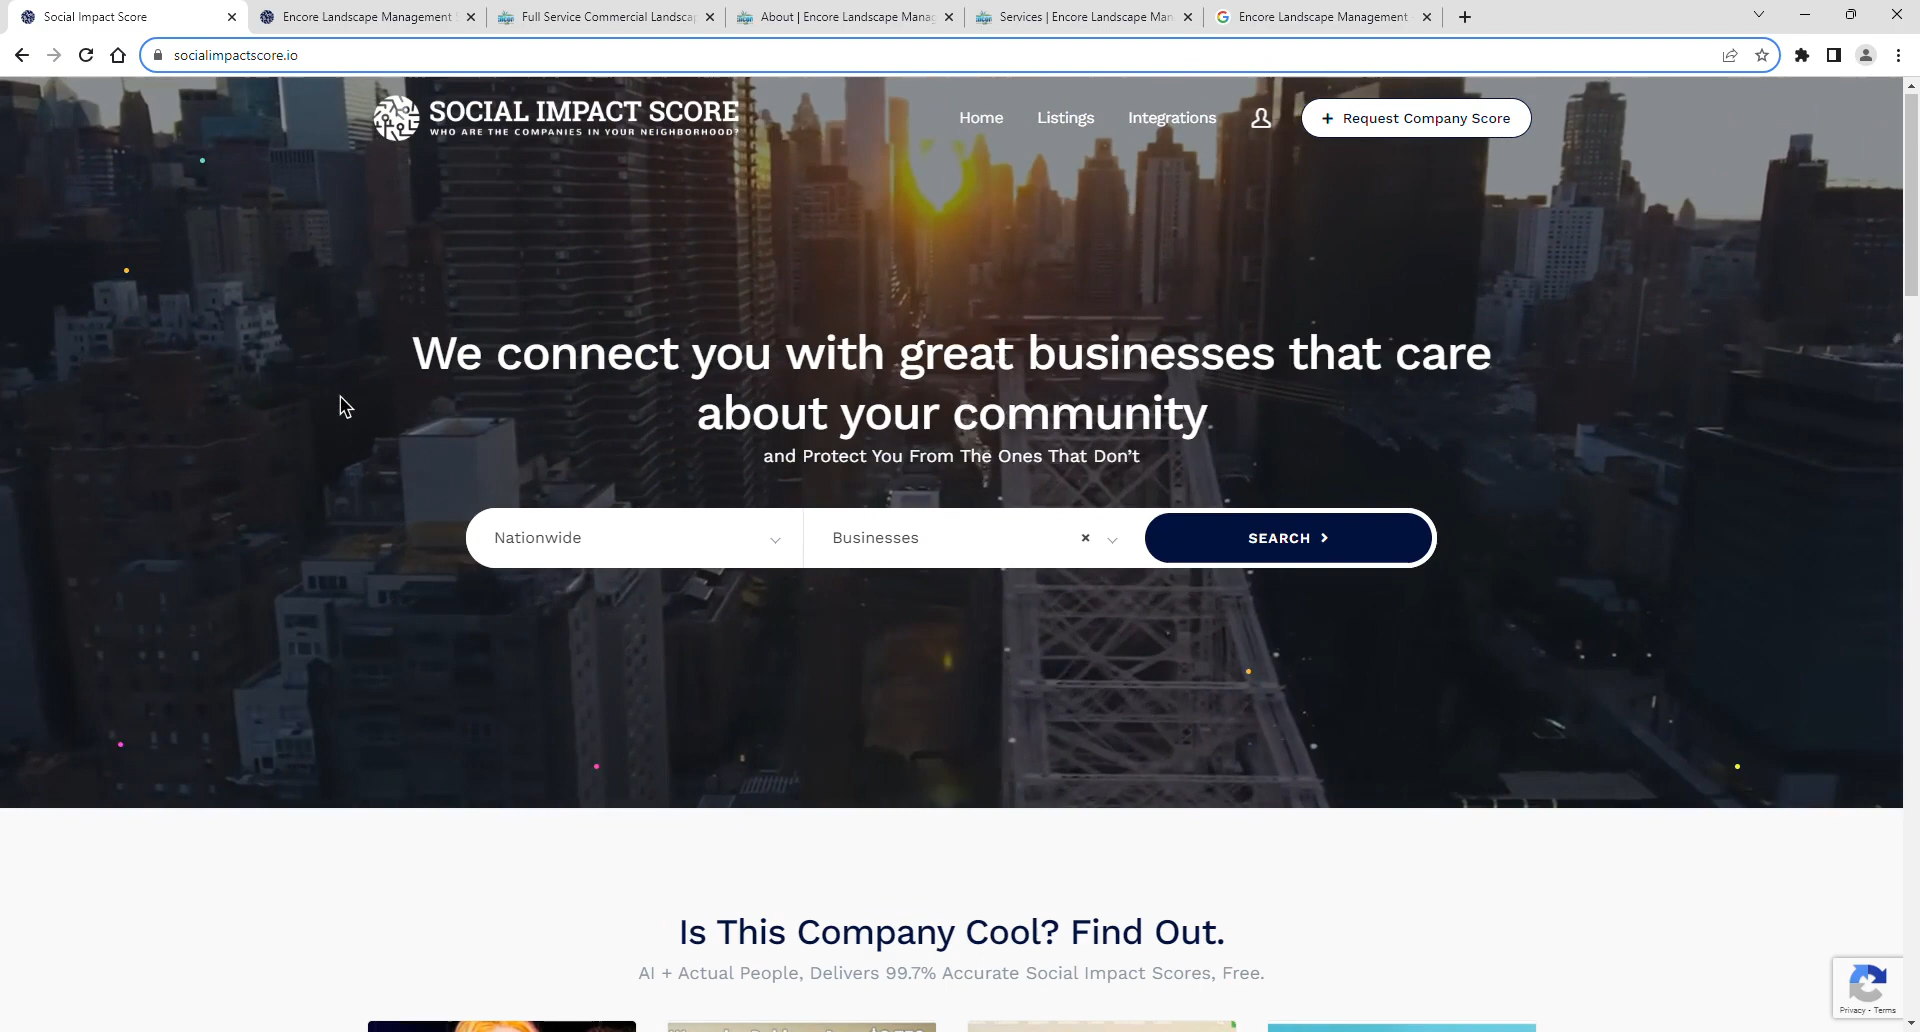 Social Impact Score
Encore Landscape Management
Full Service Commercial Landsca
About | Encore Landscape Manag
Services | Encore Landscape Man
Encore Landscape Management
socialimpactscore.io
SOCIAL IMPACT SCORE
WHO ARE THE COMPANIES IN YOUR NEIGHBORHOOD?
Home
Listings
Integrations
+ Request Company Score
We connect you with great businesses that care
about your community
and Protect You From The Ones That Don’t
Nationwide
Businesses
SEARCH
Is This Company Cool? Find Out.
AI + Actual People, Delivers 99.7% Accurate Social Impact Scores, Free.
Privacy - Terms